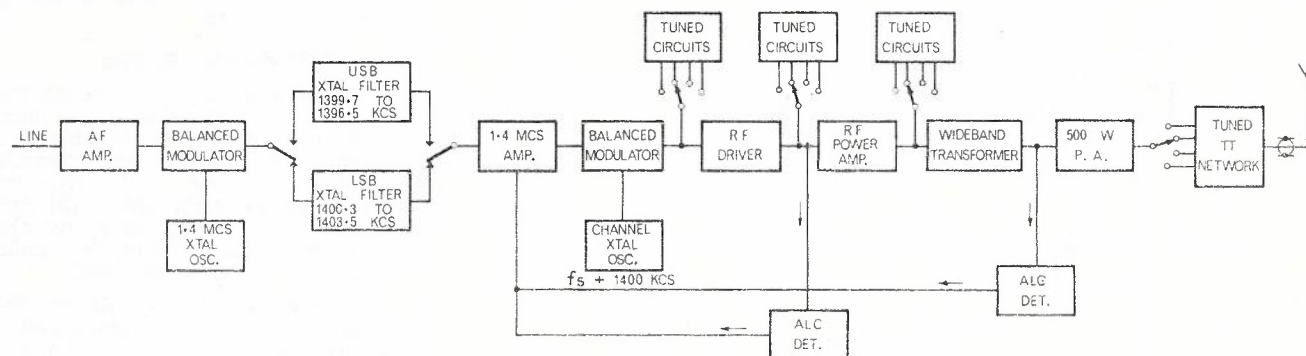 TUNED
CIRCUITS
TUNED
CIRCUITS
TUNED
CIRCUITS
USB
XTAL FILTER
1399·7 TO
1396·5 KCS
LINE
A F
AMP.
BALANCED
MODULATOR
1·4 MCS
AMP.
BALANCED
MODULATOR
R F
DRIVER
R F
POWER
AMP.
WIDEBAND
TRANSFORMER
500 W
P. A.
TUNED
TT
NETWORK
LSB
XTAL FILTER
1400·3 TO
1403·5 KCS
1·4 MCS
XTAL
OSC.
CHANNEL
XTAL
OSC.
fs + 1400 KCS
ALC
DET.
ALC
DET.